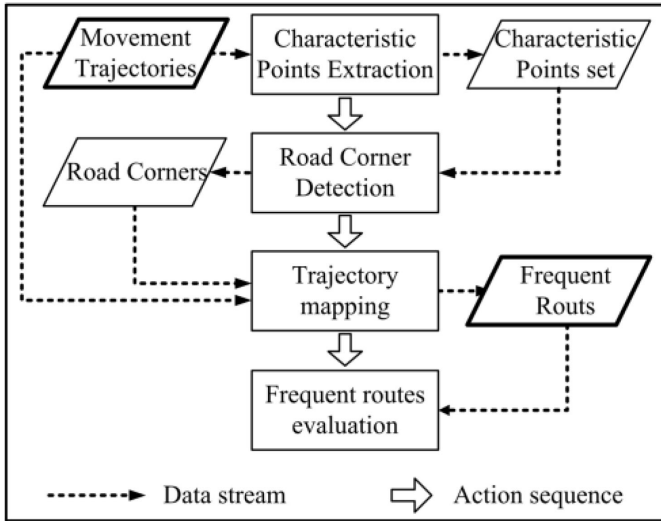 Movement
Trajectories
Characteristic
Points Extraction
Characteristic
Points set
Road Corners
Road Corner
Detection
Trajectory
mapping
Frequent
Routs
Frequent routes
evaluation
Data stream
Action sequence